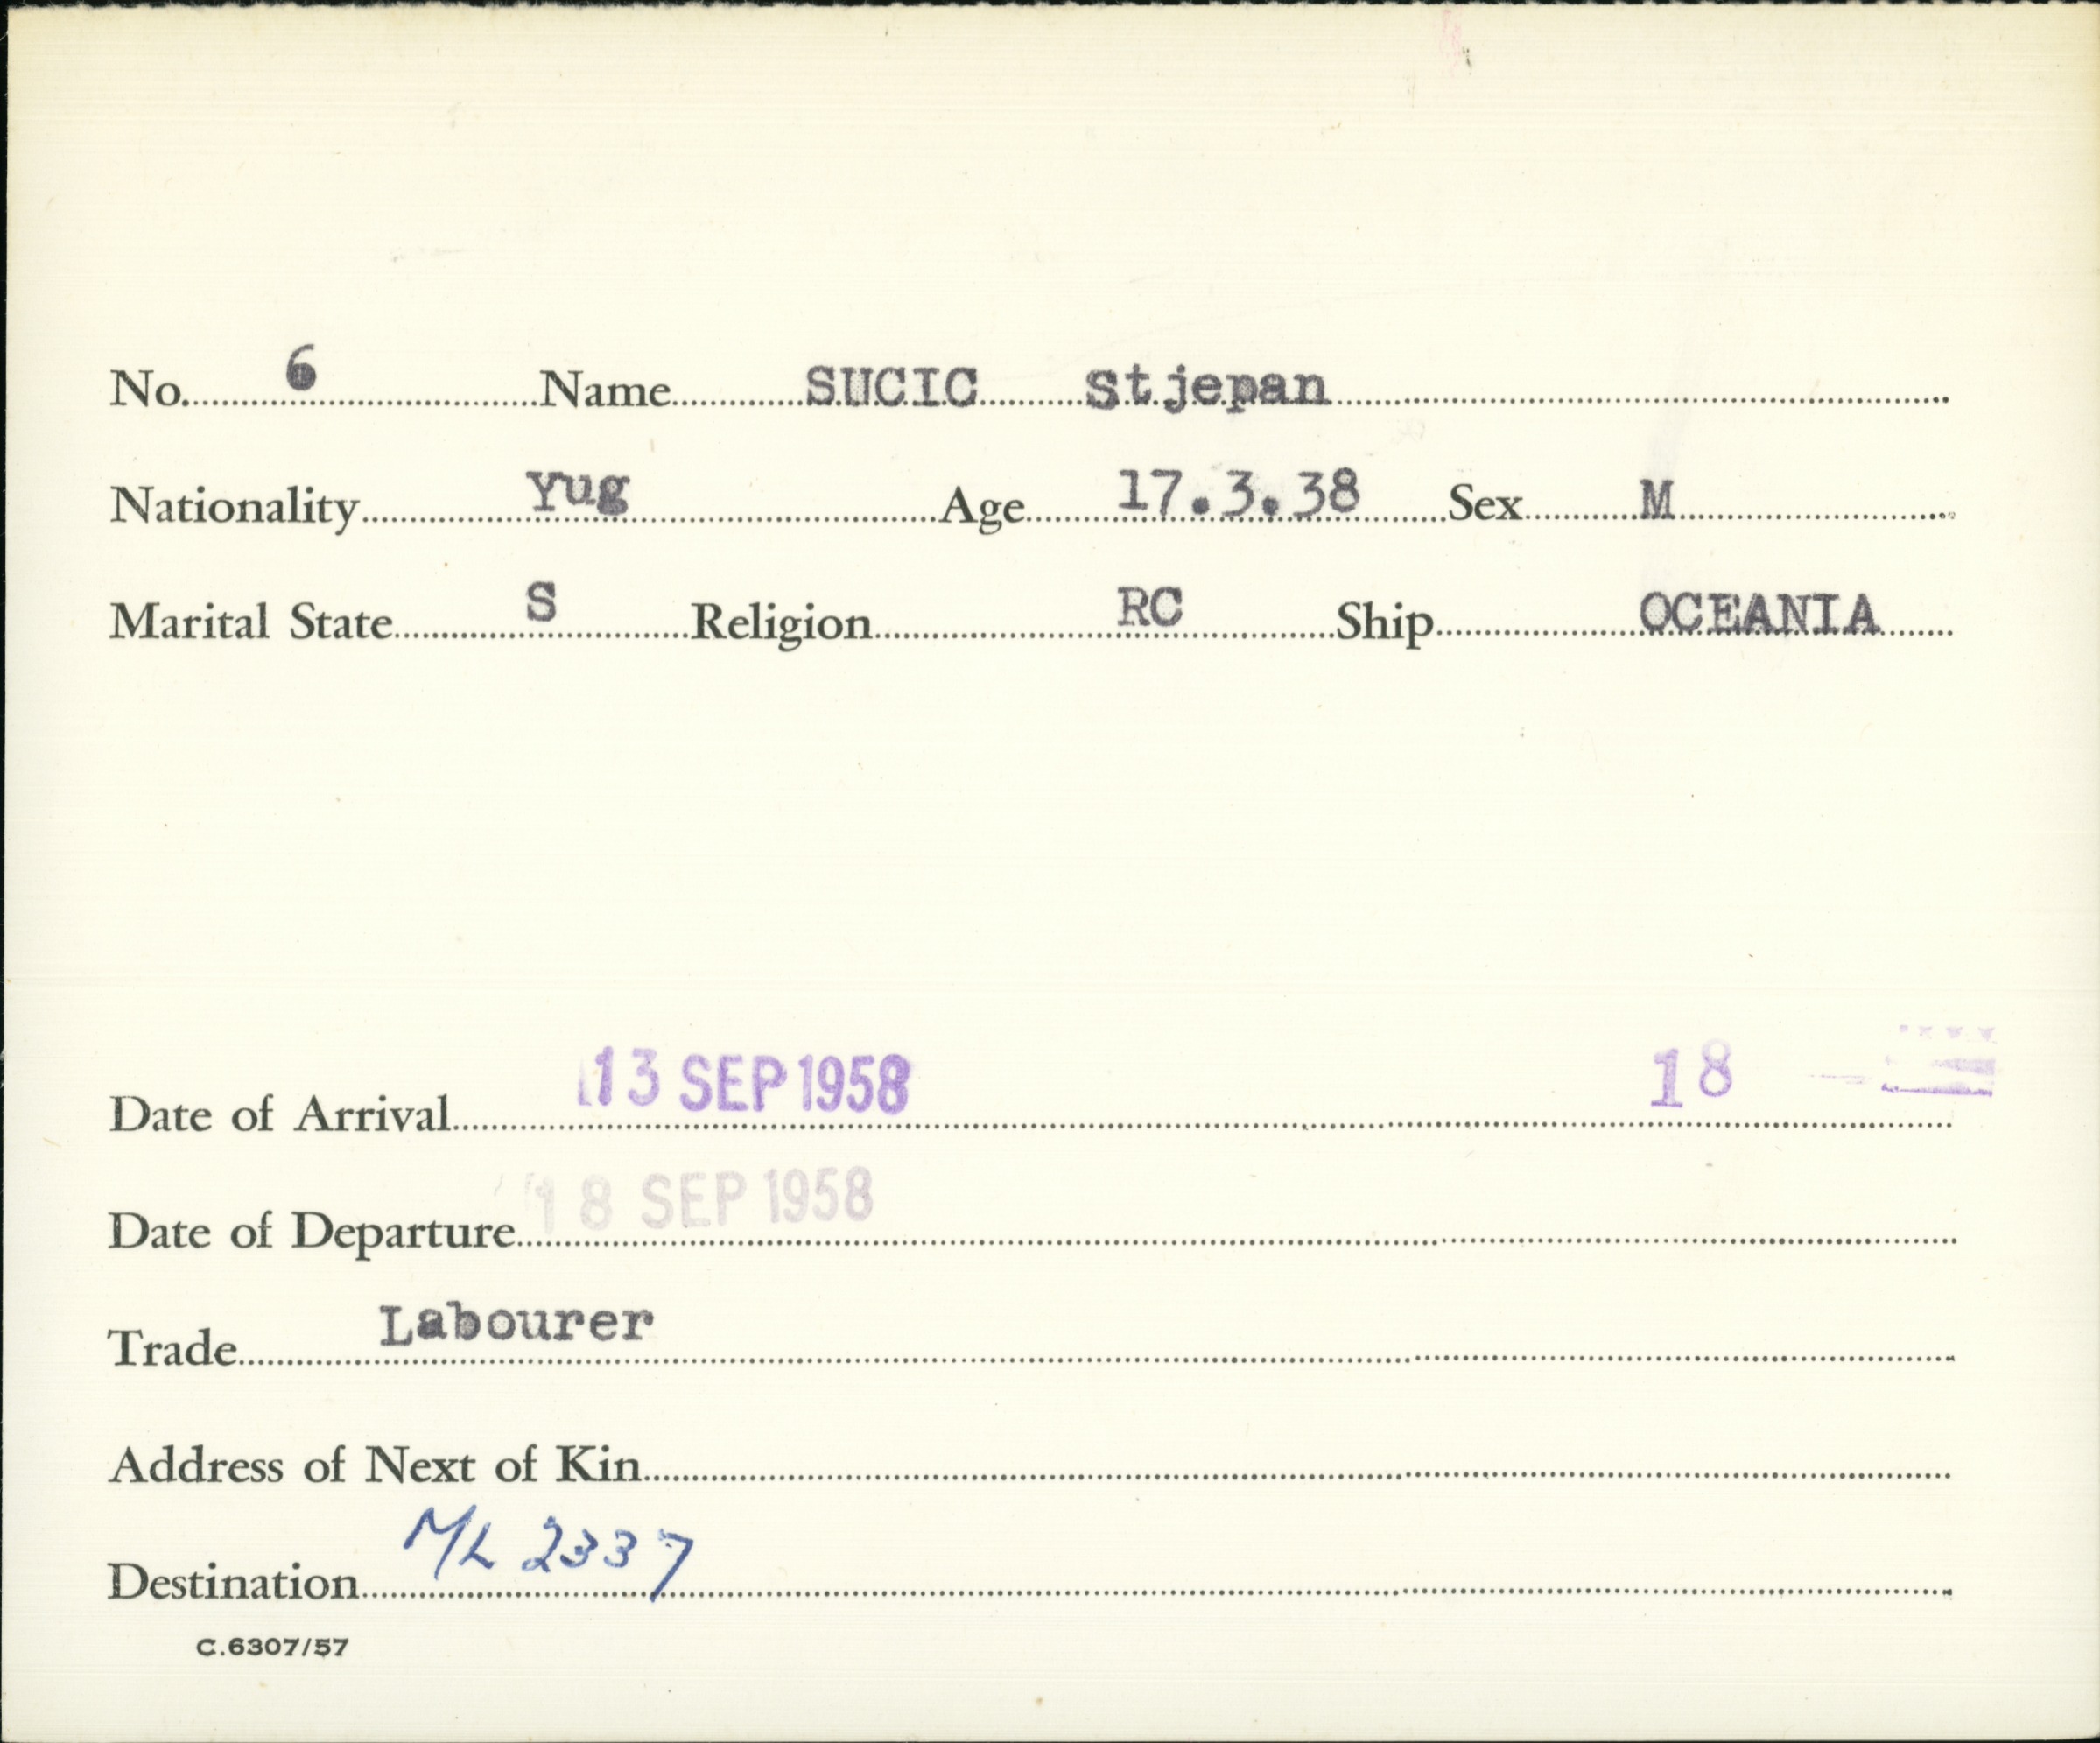 No. 6 Name SUCIC Stjepan
Nationality Yug Age 17.3.38 Sex M
Marital State S Religion RC Ship OCEANIA
Date of Arrival 13 SEP 1958 18
Date of Departure 18 SEP 1958
Trade Labourer
Address of Next of Kin
Destination ML 2337
C.6307/57